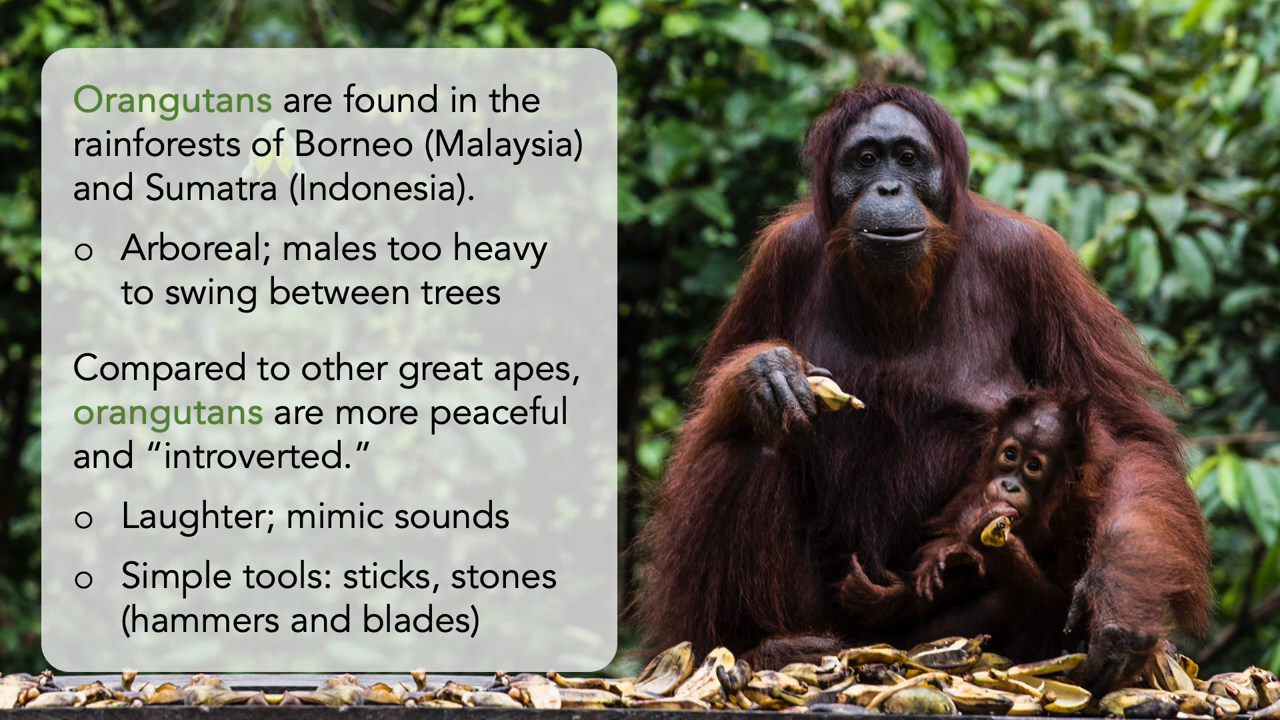 Orangutans are found in the
rainforests of Borneo (Malaysia)
and Sumatra (Indonesia).
o Arboreal; males too heavy
to swing between trees
Compared to other great apes,
orangutans are more peaceful
and “introverted.”
o Laughter; mimic sounds
o Simple tools: sticks, stones
(hammers and blades)